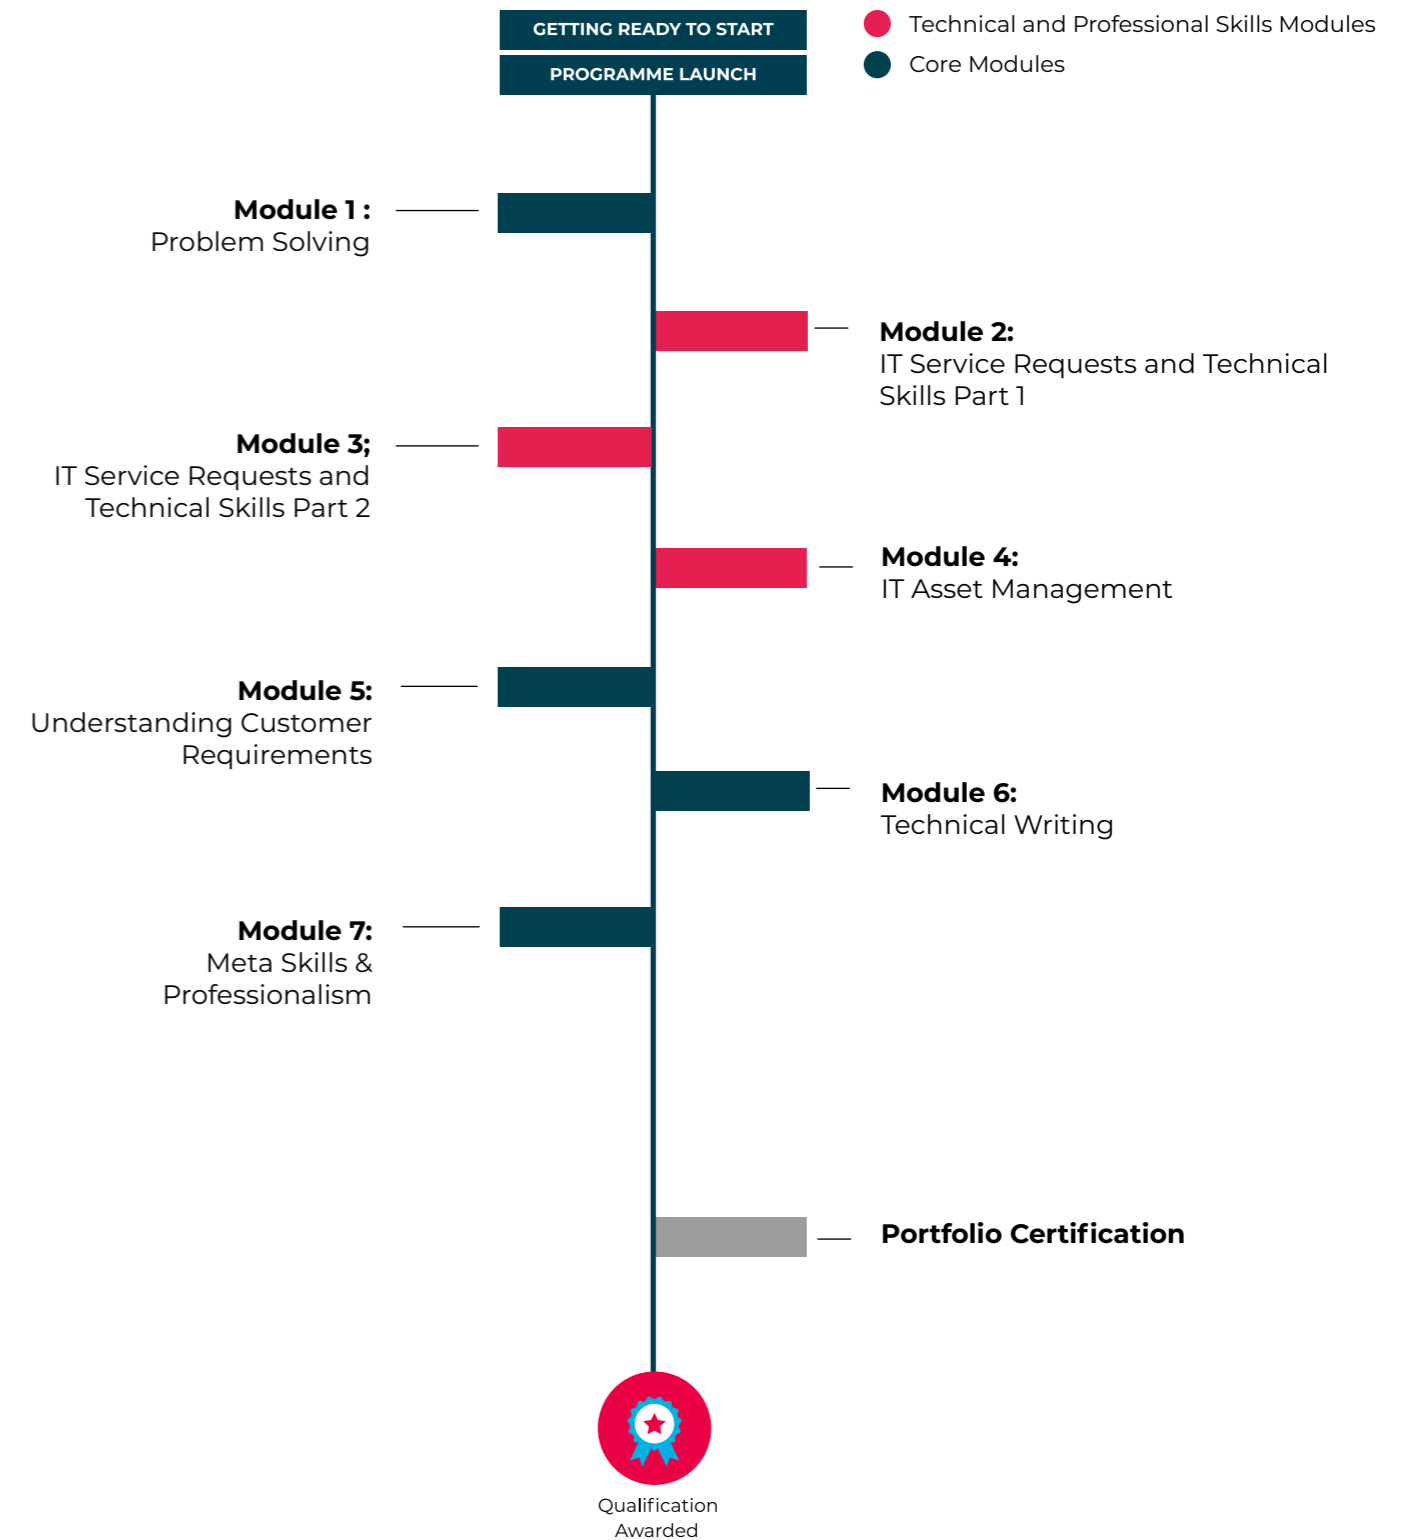 GETTING READY TO START
PROGRAMME LAUNCH
Technical and Professional Skills Modules
Core Modules
Module 1 :
Problem Solving
Module 2:
IT Service Requests and Technical
Skills Part 1
Module 3;
IT Service Requests and
Technical Skills Part 2
Module 4:
IT Asset Management
Module 5:
Understanding Customer
Requirements
Module 6:
Technical Writing
Module 7:
Meta Skills &
Professionalism
Portfolio Certification
Qualification
Awarded